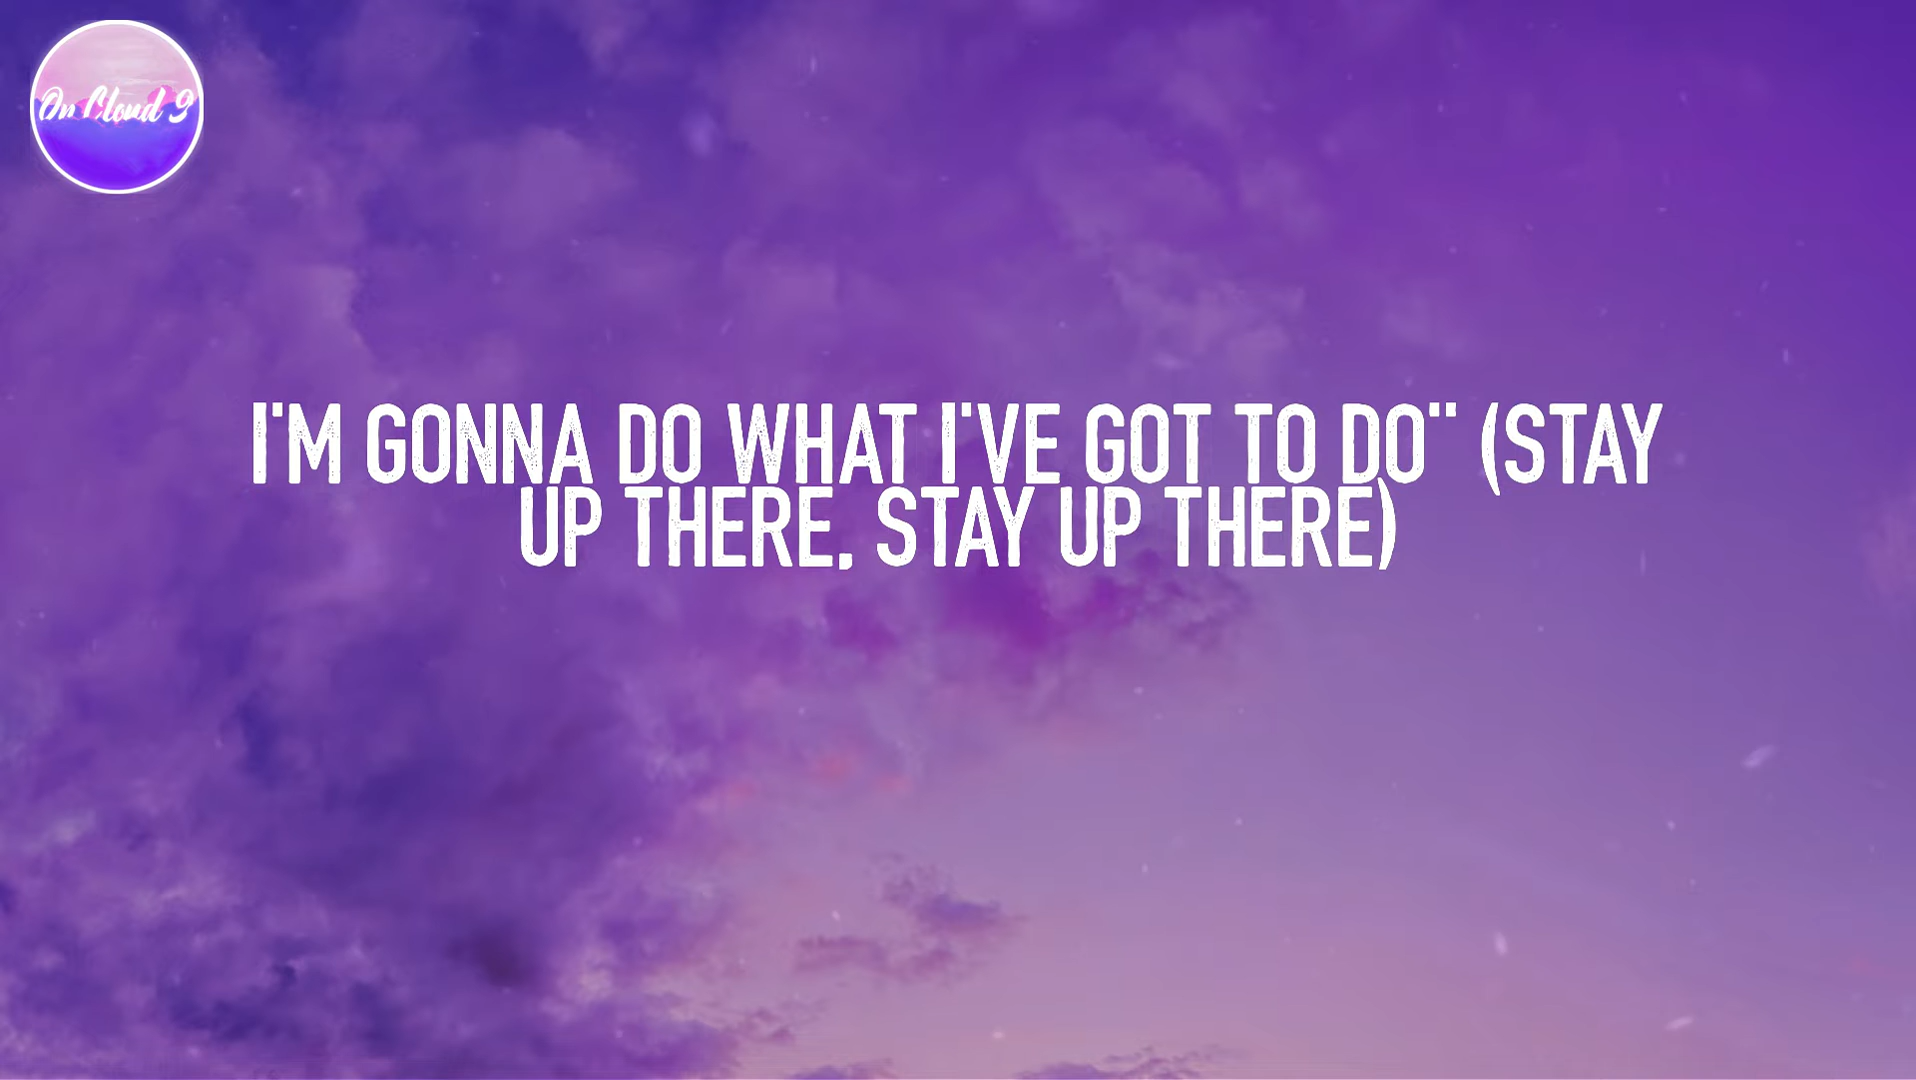 On Cloud 9
I'M GONNA DO WHAT I'VE GOT TO DO" (STAY
UP THERE, STAY UP THERE)